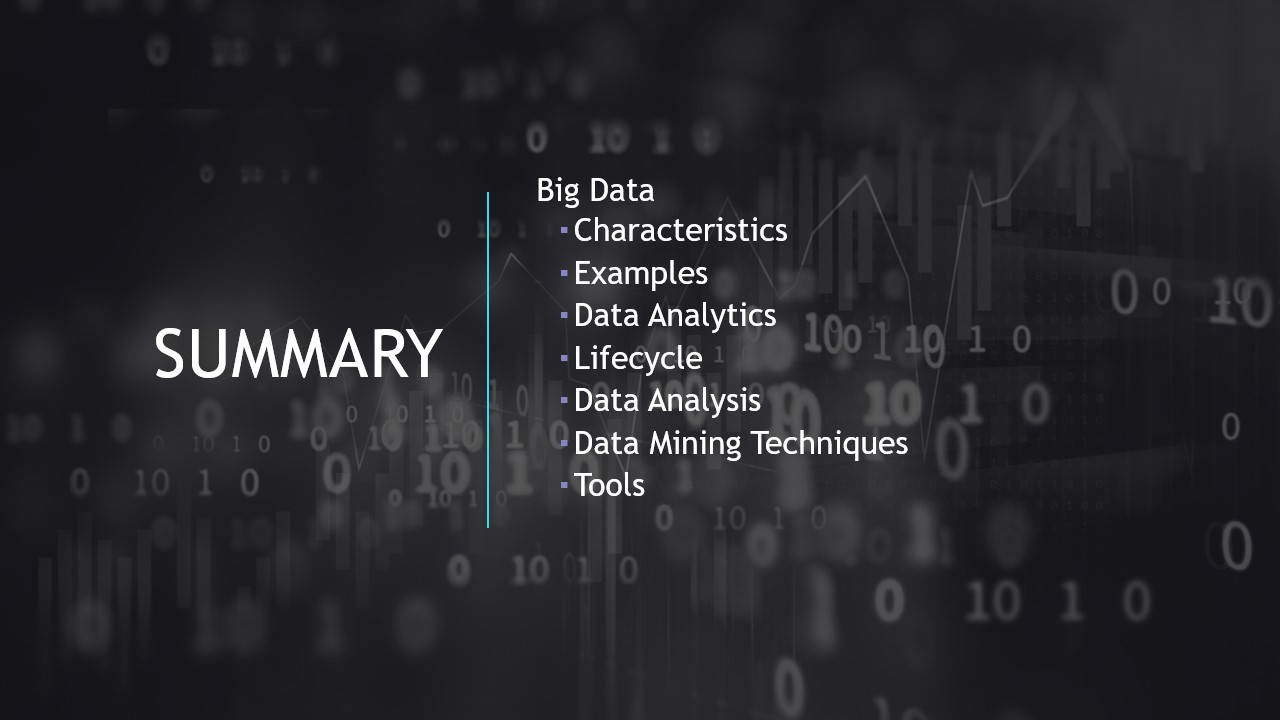 SUMMARY
Big Data
▪ Characteristics
▪ Examples
▪ Data Analytics
▪ Lifecycle
▪ Data Analysis
▪ Data Mining Techniques
▪ Tools